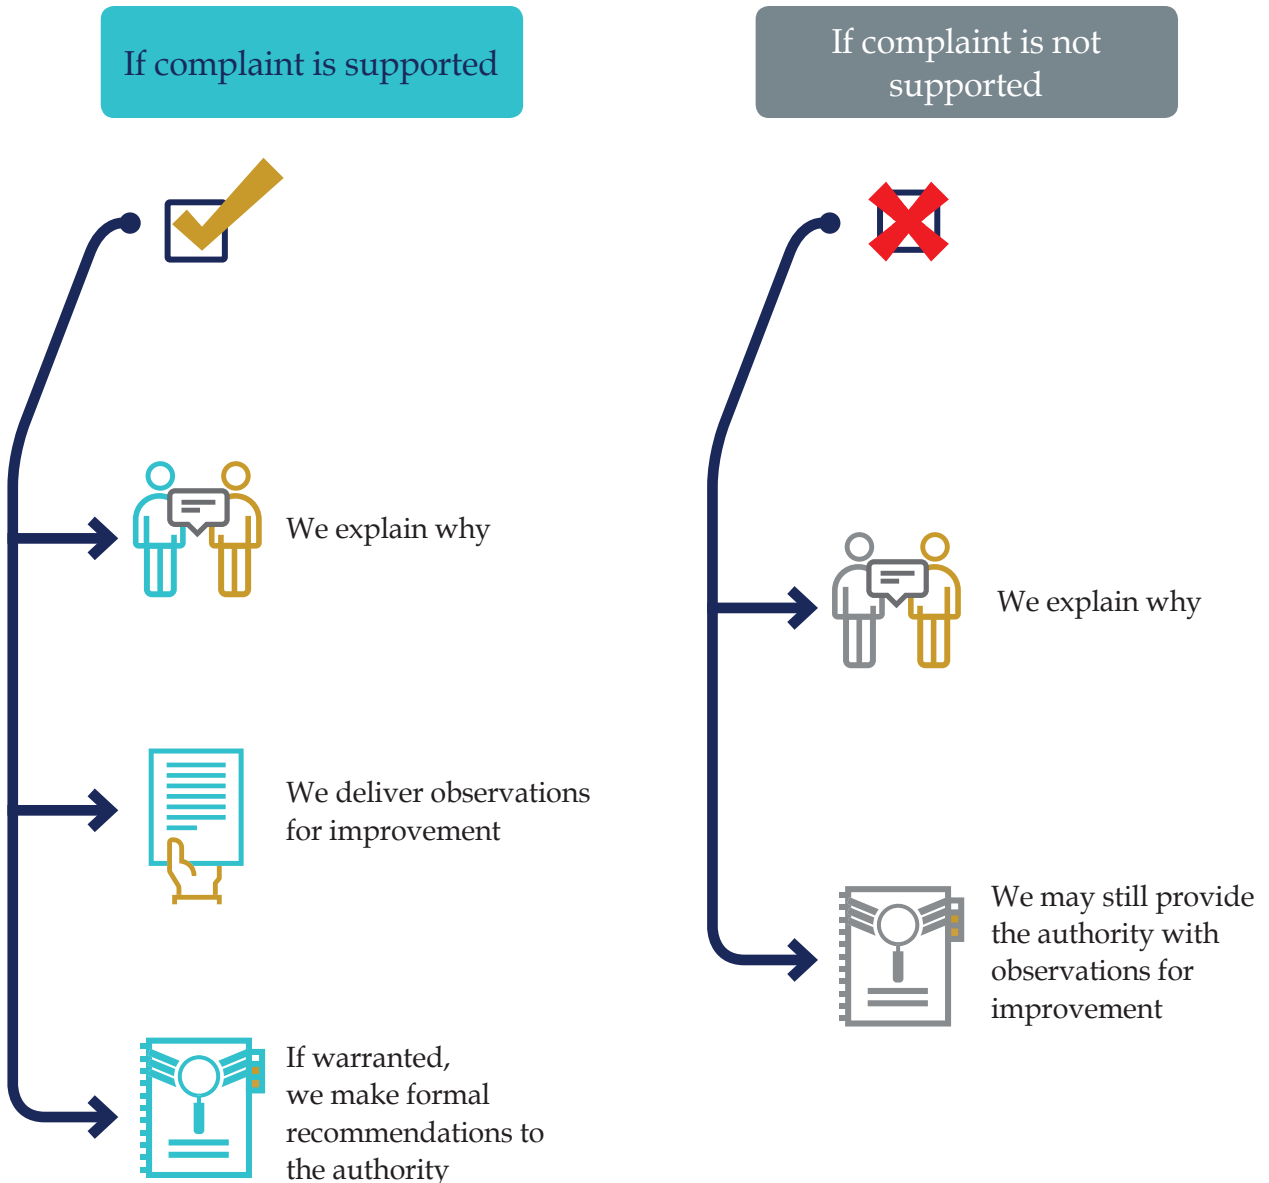 If complaint is supported
We explain why
We deliver observations
for improvement
If warranted,
we make formal
recommendations to
the authority
If complaint is not
supported
We explain why
We may still provide
the authority with
observations for
improvement